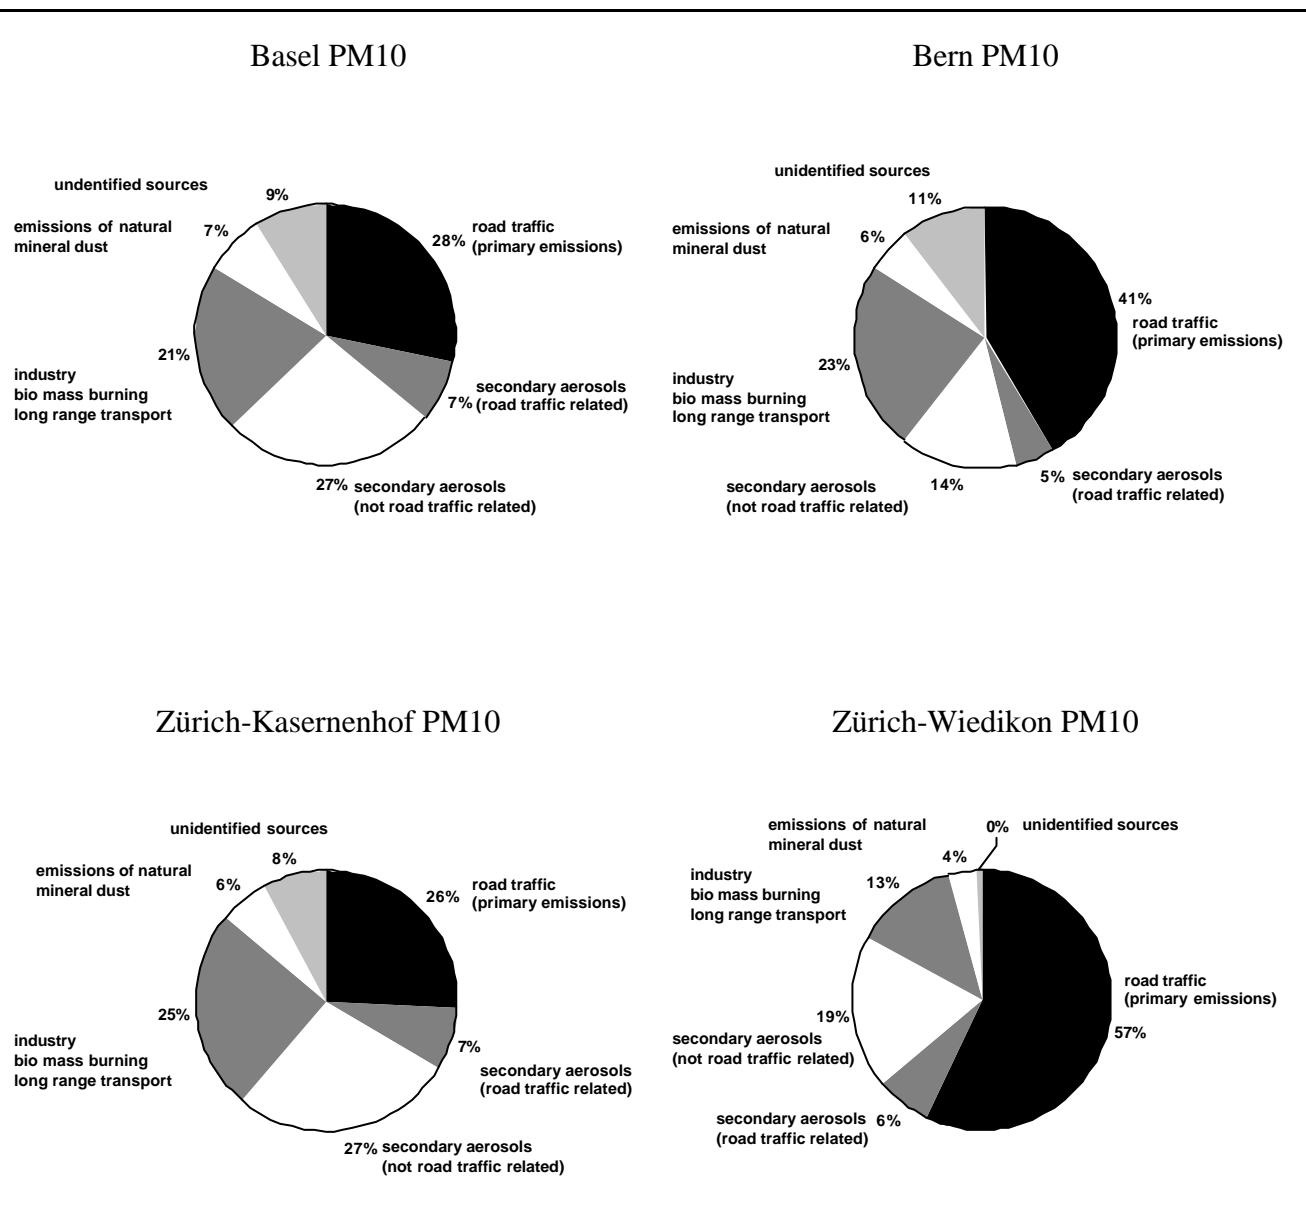 Basel PM10
undentified sources
9%
emissions of natural
mineral dust
7%
28%
road traffic
(primary emissions)
21%
industry
bio mass burning
long range transport
7%
secondary aerosols
(road traffic related)
27%
secondary aerosols
(not road traffic related)
Bern PM10
unidentified sources
11%
emissions of natural
mineral dust
6%
41%
road traffic
(primary emissions)
23%
industry
bio mass burning
long range transport
secondary aerosols
(not road traffic related)
14%
5%
secondary aerosols
(road traffic related)
Zürich-Kasernenhof PM10
unidentified sources
8%
emissions of natural
mineral dust
6%
26%
road traffic
(primary emissions)
25%
industry
bio mass burning
long range transport
7%
secondary aerosols
(road traffic related)
27%
secondary aerosols
(not road traffic related)
Zürich-Wiedikon PM10
emissions of natural
mineral dust
4%
0%
unidentified sources
industry
bio mass burning
long range transport
13%
road traffic
(primary emissions)
57%
19%
secondary aerosols
(not road traffic related)
secondary aerosols
(road traffic related)
6%